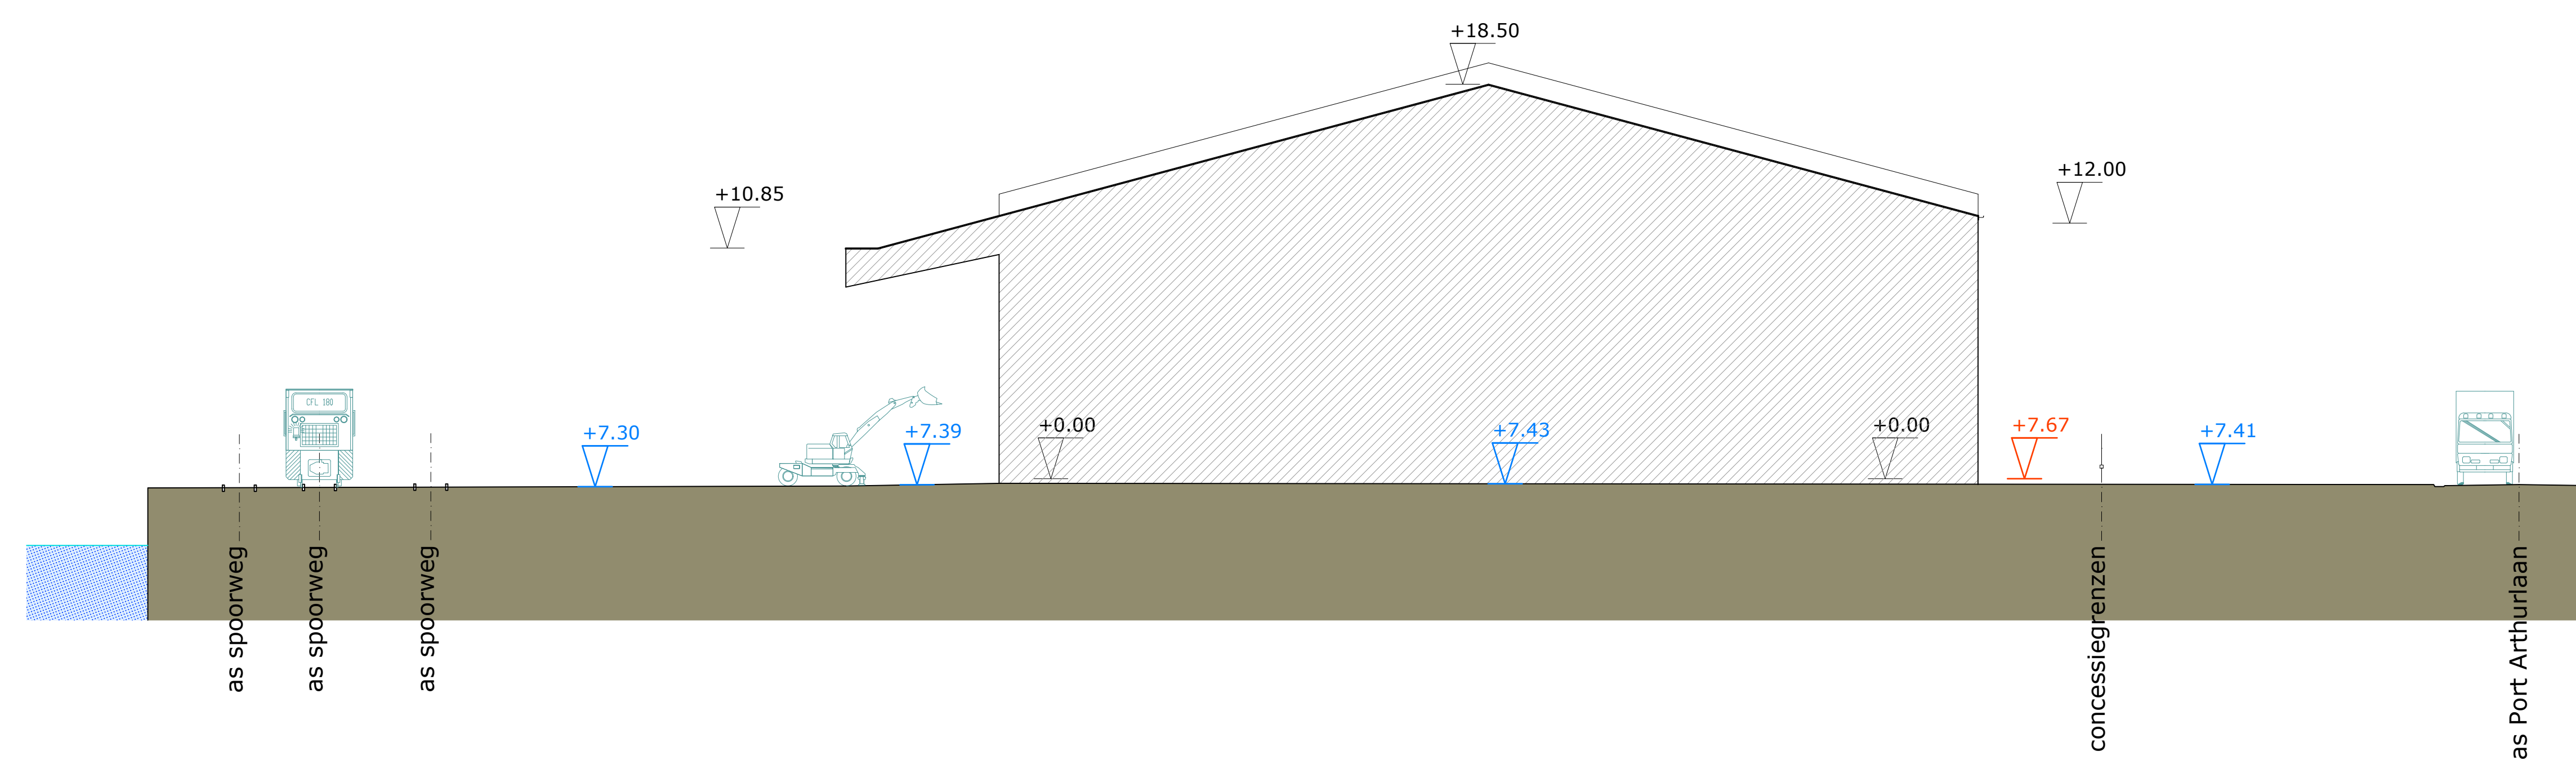 +18.50
+12.00
+10.85
CFL 180
+0.00
+0.00
+7.67
+7.43
+7.41
+7.39
+7.30
as spoorweg
as spoorweg
as spoorweg
concessiegrenzen
as Port Arthurlaan